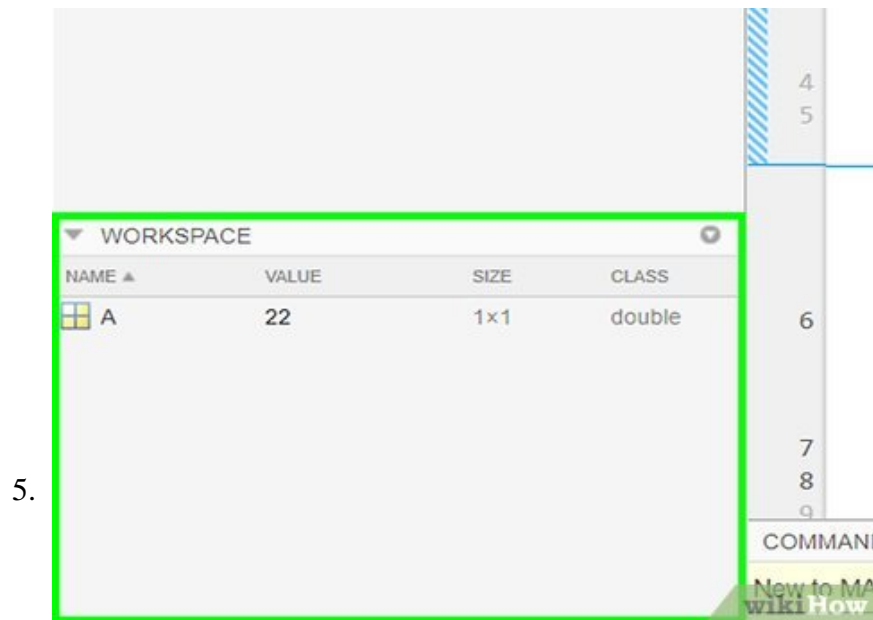 4
5
WORKSPACE
NAME VALUE SIZE CLASS
A 22 1×1 double
6
7
8
5.
9
COMMAN
New to MA
wikiHow